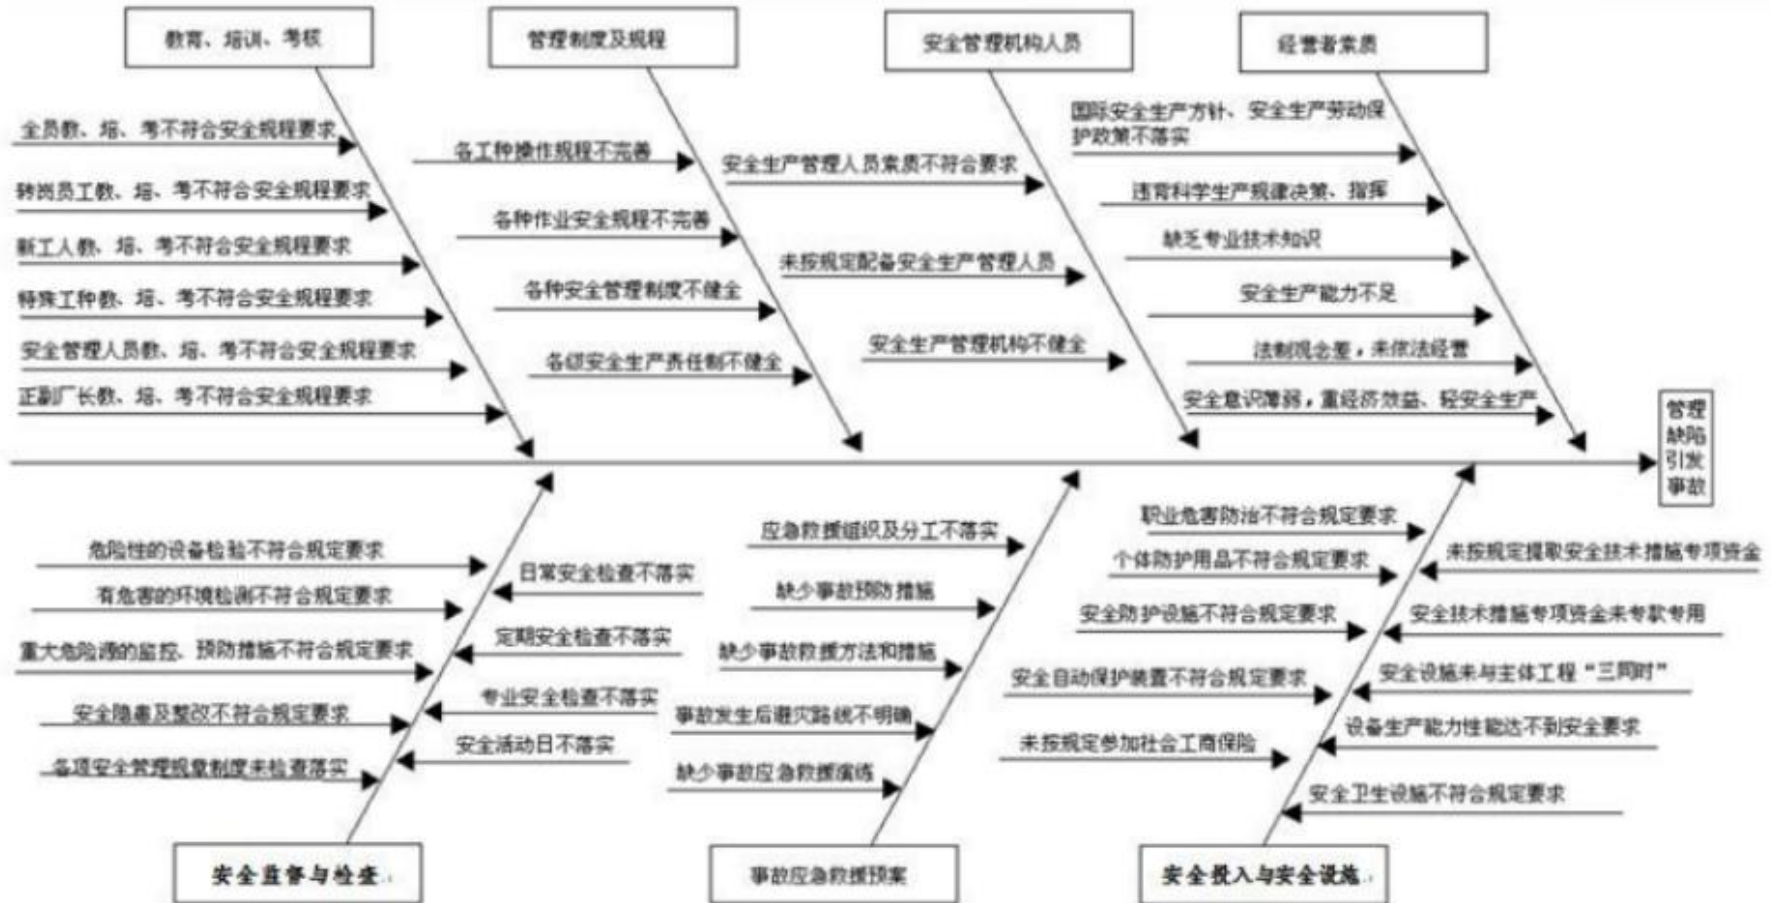 教育、培训、考核
管理制度及规程
安全管理机构人员
经营者素质
全员教、培、考不符合安全规程要求
转岗员工教、培、考不符合安全规程要求
新工人教、培、考不符合安全规程要求
特殊工种教、培、考不符合安全规程要求
安全管理人员教、培、考不符合安全规程要求
正副厂长教、培、考不符合安全规程要求
各工种操作规程不完善
各种作业安全规程不完善
各种安全管理制度不健全
各级安全生产责任制不健全
安全生产管理人员素质不符合要求
未按规定配备安全生产管理人员
安全生产管理机构不健全
国际安全生产方针、安全生产劳动保
护政策不落实
违背科学生产规律决策、指挥
缺乏专业技术知识
安全生产能力不足
法制观念差，未依法经营
安全意识薄弱，重经济效益、轻安全生产
管理
缺陷
引发
事故
危险性的设备检验不符合规定要求
有危害的环境检测不符合规定要求
重大危险源的监控、预防措施不符合规定要求
安全隐患及整改不符合规定要求
各项安全管理规章制度未检查落实
日常安全检查不落实
定期安全检查不落实
专业安全检查不落实
安全活动日不落实
应急救援组织及分工不落实
缺少事故预防措施
缺少事故救援方法和措施
事故发生后避灾路线不明确
缺少事故应急救援演练
职业危害防治不符合规定要求
个体防护用品不符合规定要求
安全防护设施不符合规定要求
安全自动保护装置不符合规定要求
未按规定参加社会工商保险
未按规定提取安全技术措施专项资金
安全技术措施专项资金未专款专用
安全设施未与主体工程“三同时”
设备生产能力性能达不到安全要求
安全卫生设施不符合规定要求
安全监督与检查
事故应急救援预案
安全投入与安全设施